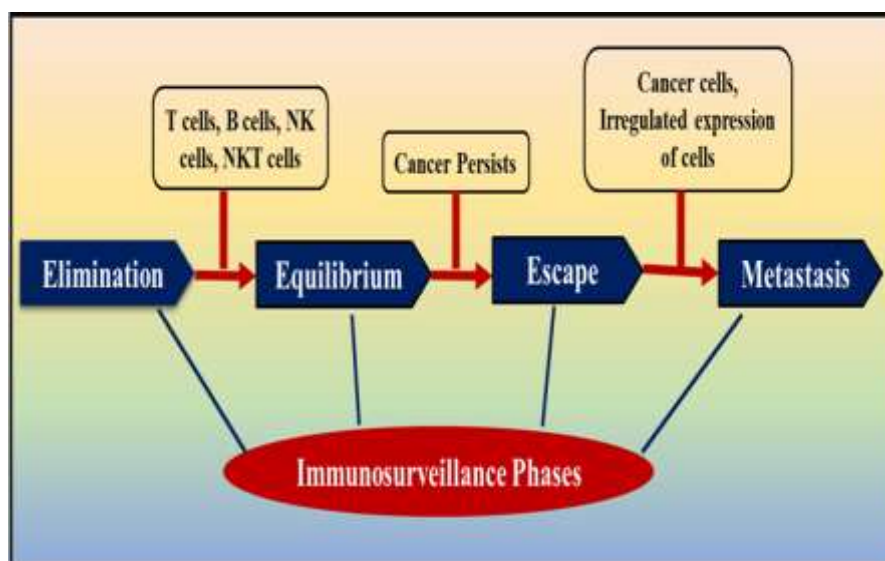 T cells, B cells, NK
cells, NKT cells
Cancer Persists
Cancer cells,
Irregulated expression
of cells
Elimination
Equilibrium
Escape
Metastasis
Immunosurveillance Phases